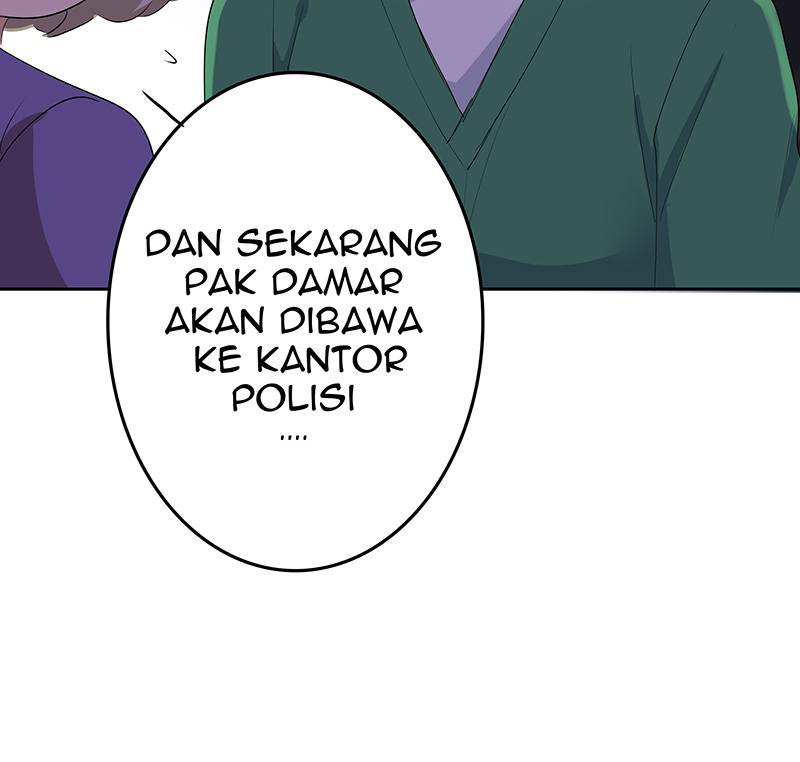 DAN SEKARANG
PAK DAMAR
AKAN DIBAWA
KE KANTOR
POLISI
....